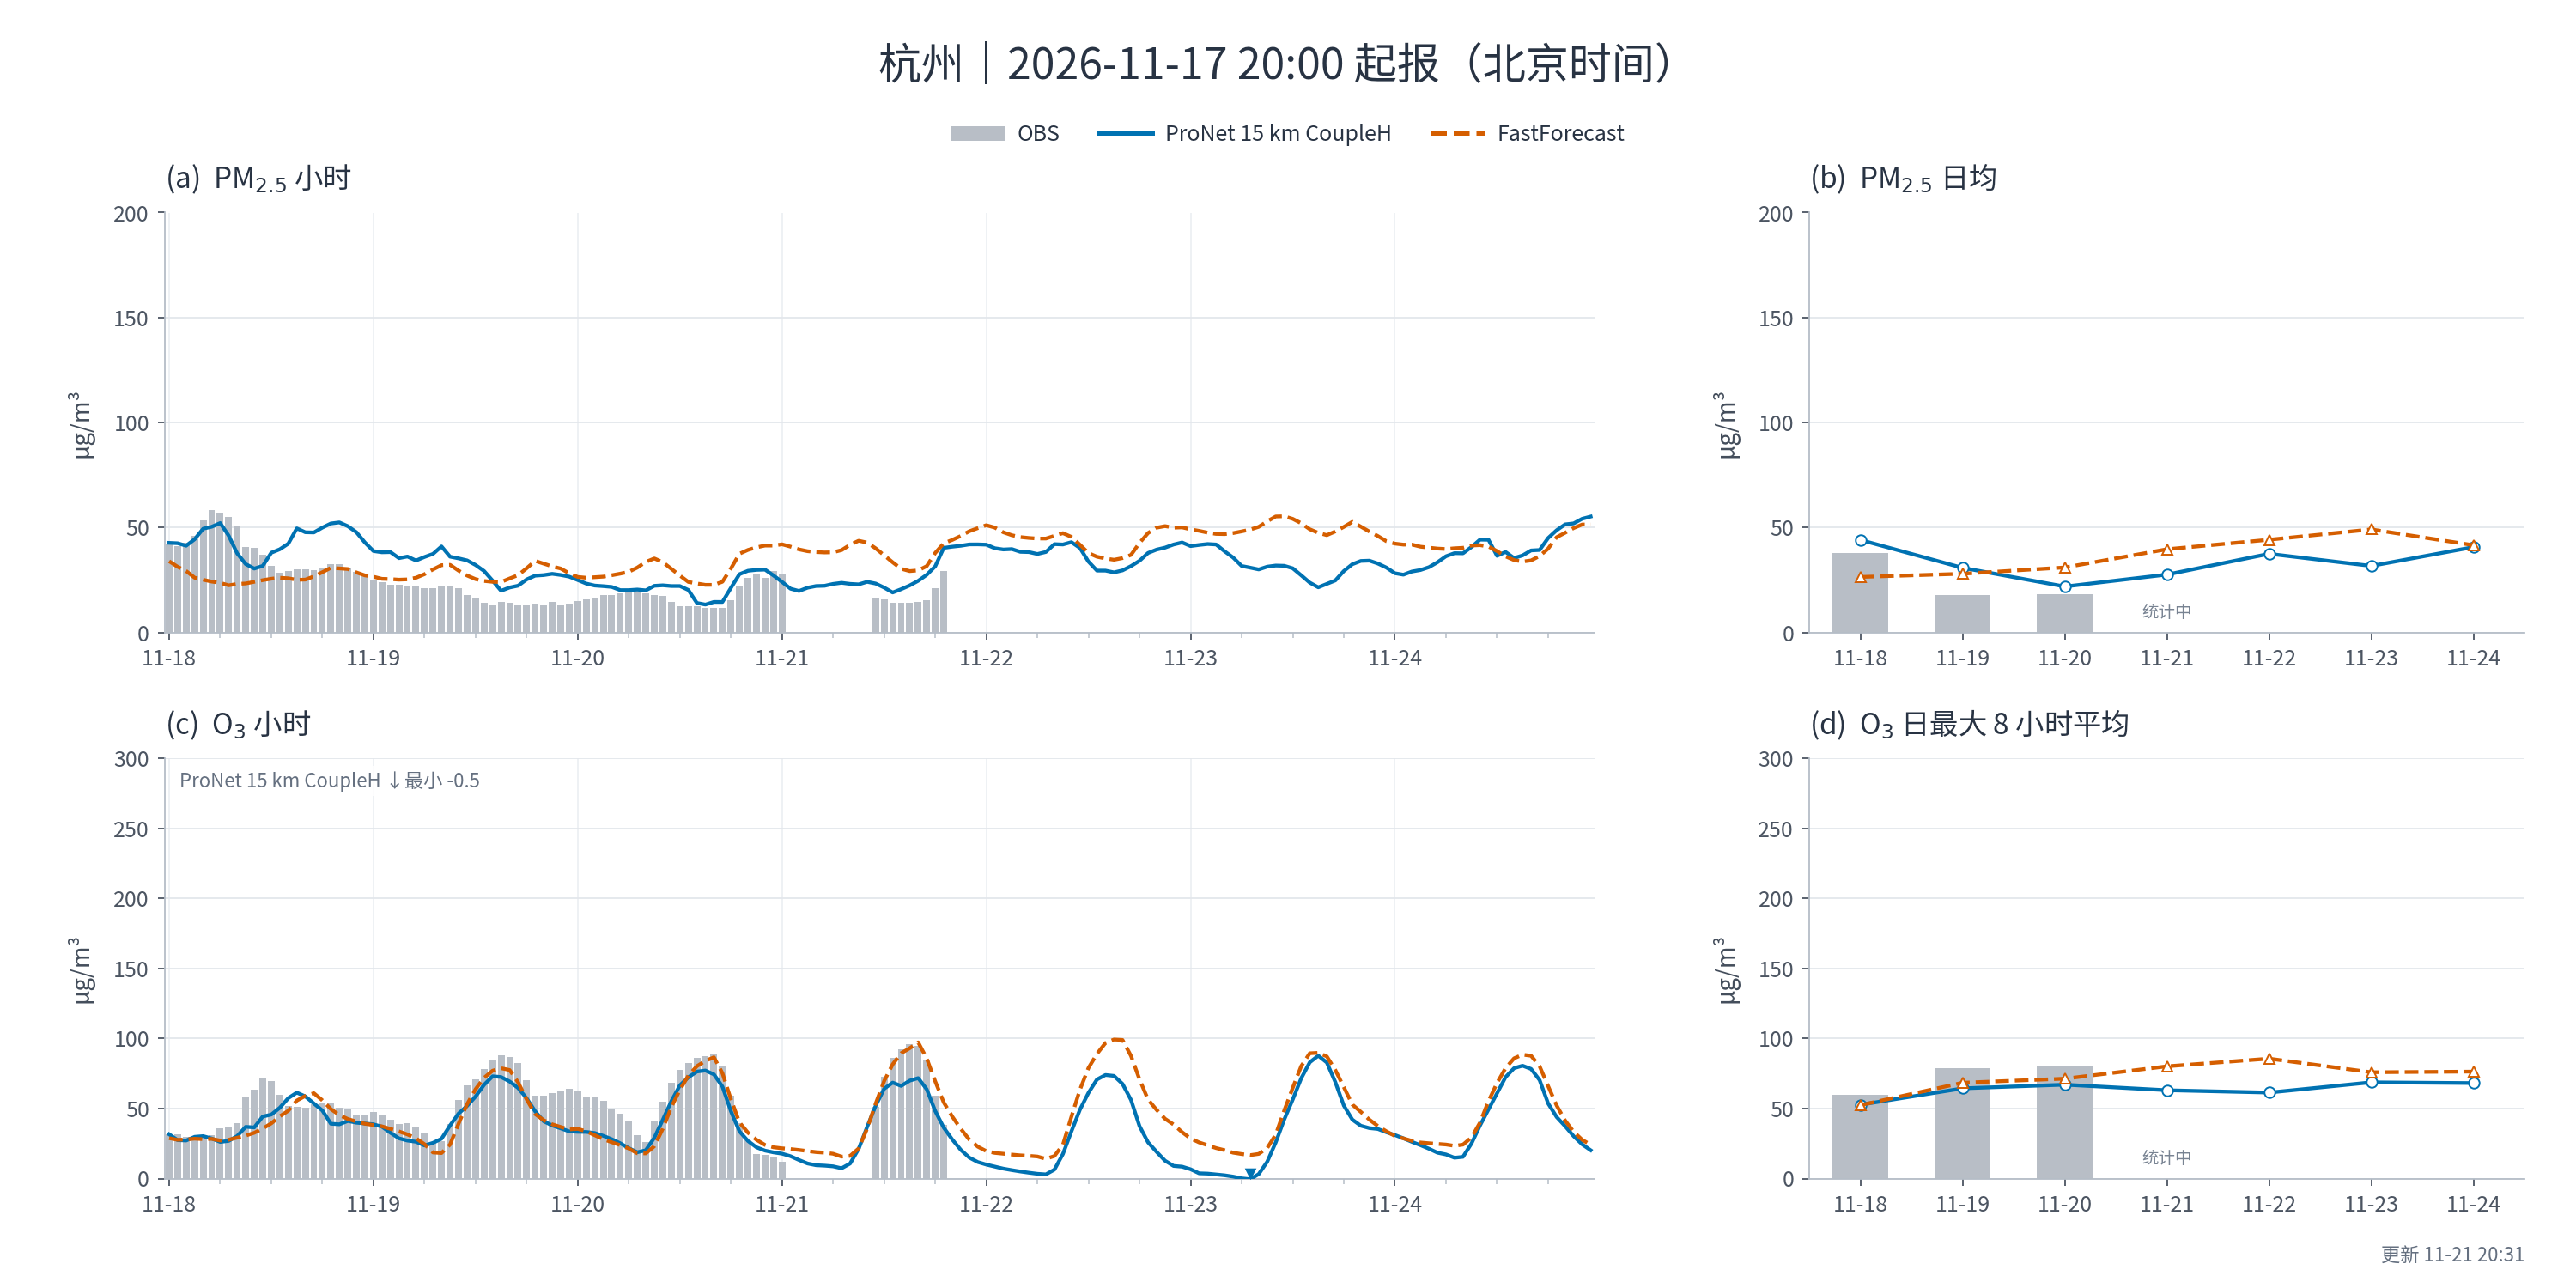 杭州｜2026-11-17 20:00 起报（北京时间）
OBS ProNet 15 km CoupleH FastForecast
(a) PM2.5 小时
200
150
100
50
0
µg/m³
11-18 11-19 11-20 11-21 11-22 11-23 11-24
(b) PM2.5 日均
200
150
100
50
0
µg/m³
统计中
11-18 11-19 11-20 11-21 11-22 11-23 11-24
(c) O3 小时
ProNet 15 km CoupleH ↓最小 -0.5
300
250
200
150
100
50
0
µg/m³
11-18 11-19 11-20 11-21 11-22 11-23 11-24
(d) O3 日最大 8 小时平均
300
250
200
150
100
50
0
µg/m³
统计中
11-18 11-19 11-20 11-21 11-22 11-23 11-24
更新 11-21 20:31